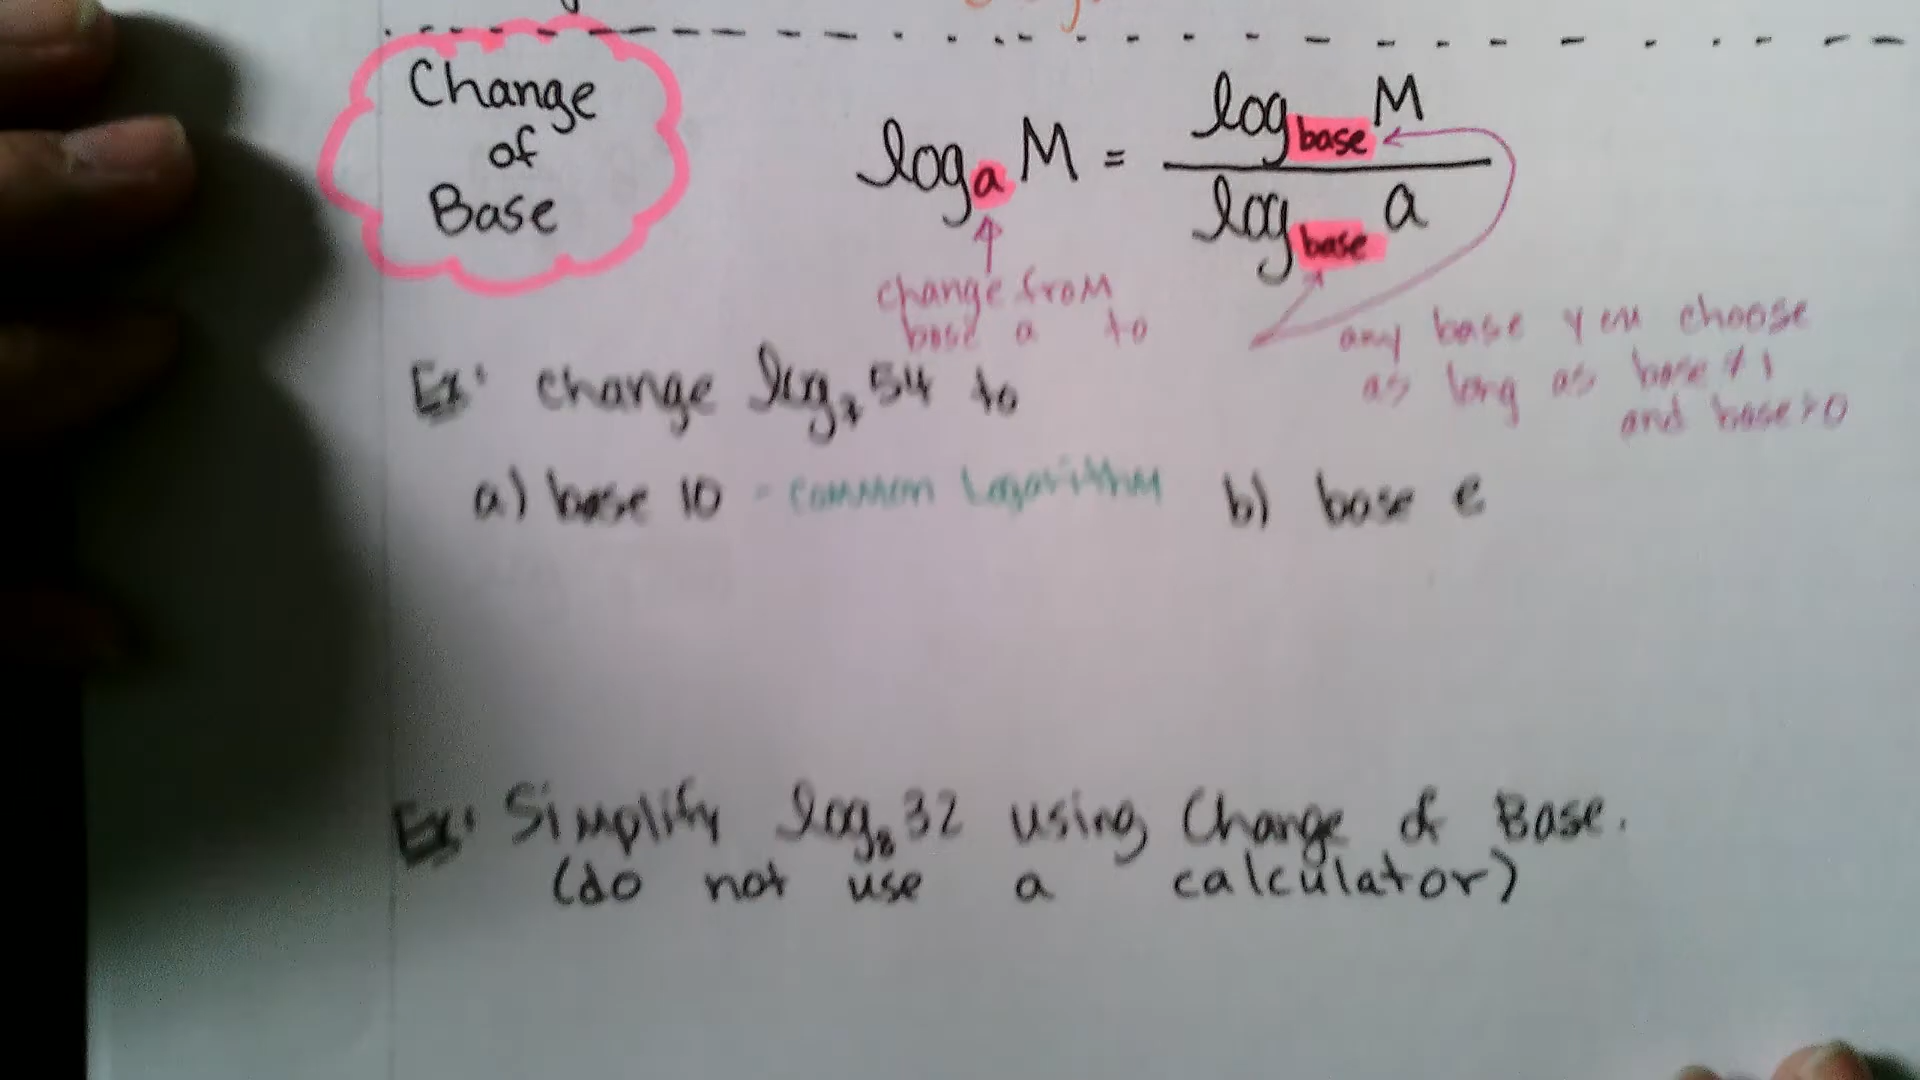 Change
of
Base
log_a M = log_base M / log_base a
change from
base a to
any base you choose
as long as base ≠ 1
and base > 0
Ex: change log_7 54 to
a) base 10 - common logarithm b) base e
Ex: Simplify log_8 32 using Change of Base.
(do not use a calculator)